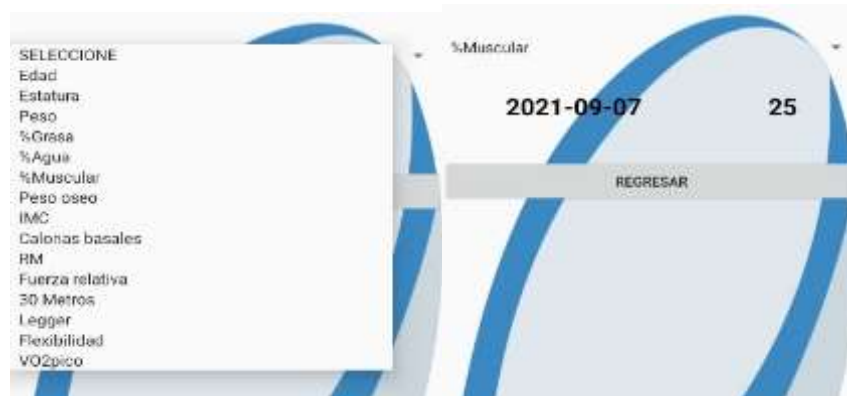 SELECCIONE
Edad
Estatura
Peso
%Grasa
%Agua
%Muscular
Peso oseo
IMC
Calorias basales
RM
Fuerza relativa
30 Metros
Legger
Flexibilidad
VO2pico
%Muscular
2021-09-07 25
REGRESAR